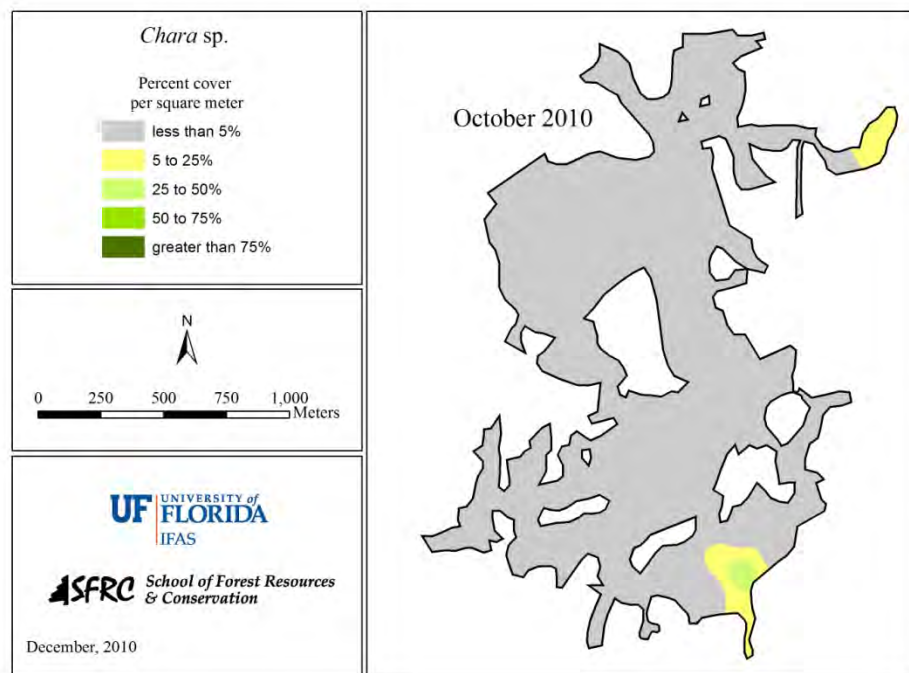 Chara sp.
Percent cover
per square meter
less than 5%
5 to 25%
25 to 50%
50 to 75%
greater than 75%
N
0 250 500 750 1,000
Meters
UF UNIVERSITY of
FLORIDA
IFAS
SFRC School of Forest Resources
& Conservation
December, 2010
October 2010